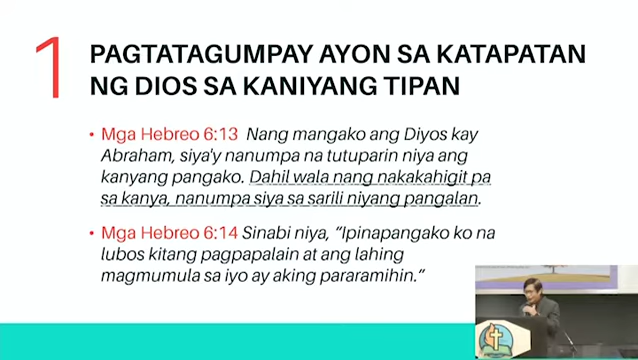 1
PAGTATAGUMPAY AYON SA KATAPATAN
NG DIOS SA KANIYANG TIPAN
• Mga Hebreo 6:13 Nang mangako ang Diyos kay
Abraham, siya'y nanumpa na tutuparin niya ang
kanyang pangako. Dahil wala nang nakakahigit pa
sa kanya, nanumpa siya sa sarili niyang pangalan.
• Mga Hebreo 6:14 Sinabi niya, “Ipinapangako ko na
lubos kitang pagpapalain at ang lahing
magmumula sa iyo ay aking pararamihin.”